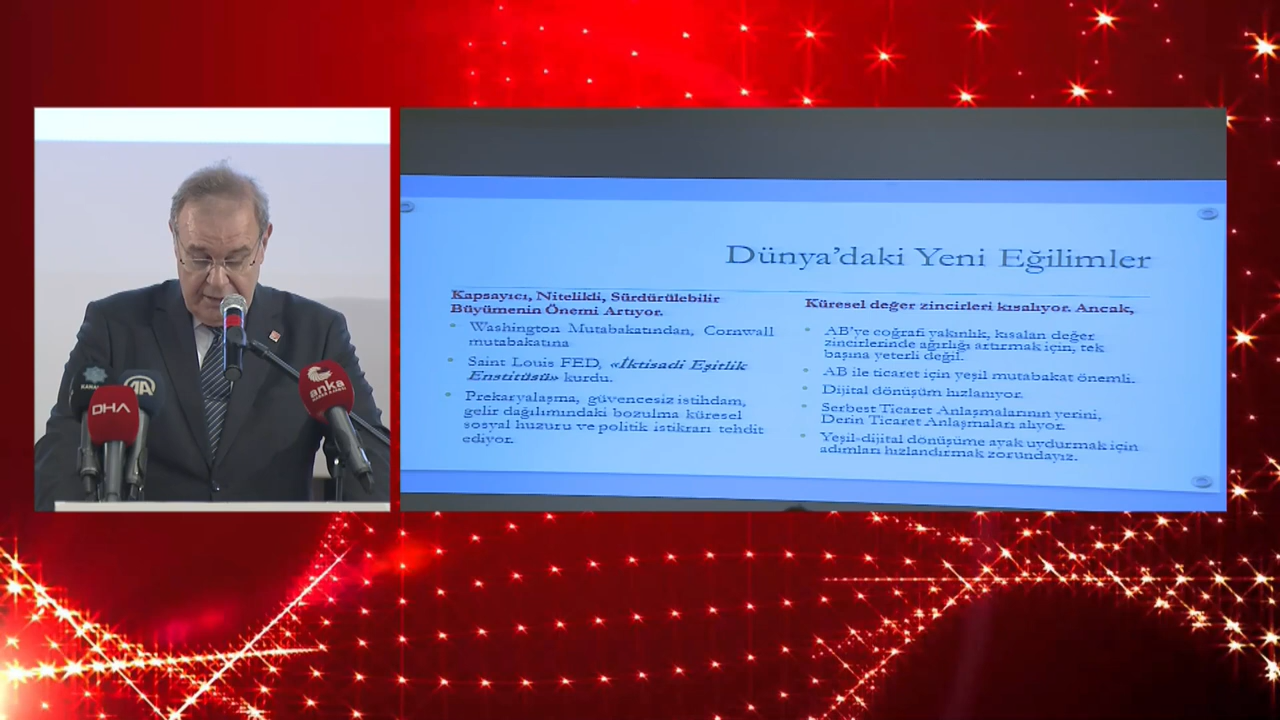 KANAL
AA
DHA
anka
Dünya'daki Yeni Eğilimler
Kapsayıcı, Nitelikli, Sürdürülebilir
Büyümenin Önemi Artıyor.
Washington Mutabakatından, Cornwall
mutabakatına
Saint Louis FED, «İktisadi Eşitlik
Enstitüsü» kurdu.
Prekaryalaşma, güvencesiz istihdam,
gelir dağılımındaki bozulma küresel
sosyal huzuru ve politik istikrarı tehdit
ediyor.
Küresel değer zincirleri kısalıyor. Ancak,
AB'ye coğrafi yakınlık, kısalan değer
zincirlerinde ağırlığı artırmak için, tek
başına yeterli değil.
AB ile ticaret için yeşil mutabakat önemli.
Dijital dönüşüm hızlanıyor.
Serbest Ticaret Anlaşmalarının yerini,
Derin Ticaret Anlaşmaları alıyor.
Yeşil-dijital dönüşüme ayak uydurmak için
adımları hızlandırmak zorundayız.